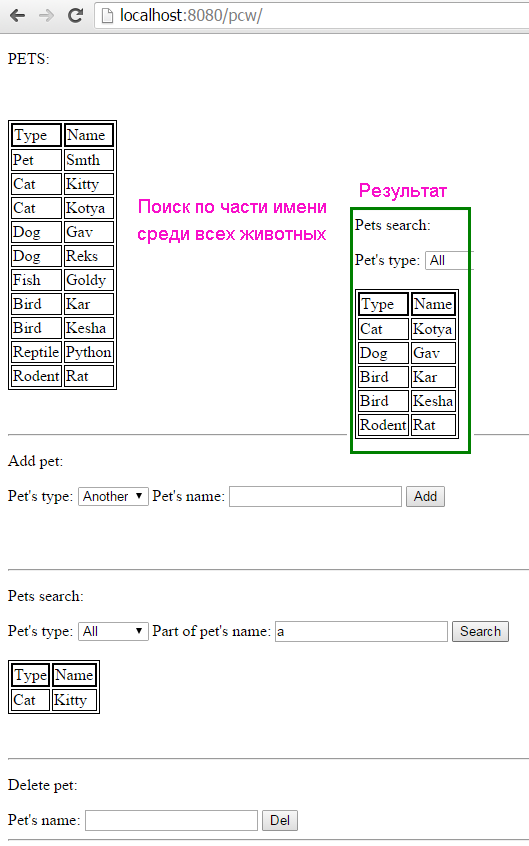 localhost:8080/pcw/
PETS:
Type Name
Pet Smth
Cat Kitty
Cat Kotya
Dog Gav
Dog Reks
Fish Goldy
Bird Kar
Bird Kesha
Reptile Python
Rodent Rat
Поиск по части имени
среди всех животных
Результат
Pets search:
Pet's type: All
Type Name
Cat Kotya
Dog Gav
Bird Kar
Bird Kesha
Rodent Rat
Add pet:
Pet's type: Another Pet's name: Add
Pets search:
Pet's type: All Part of pet's name: a Search
Type Name
Cat Kitty
Delete pet:
Pet's name: Del